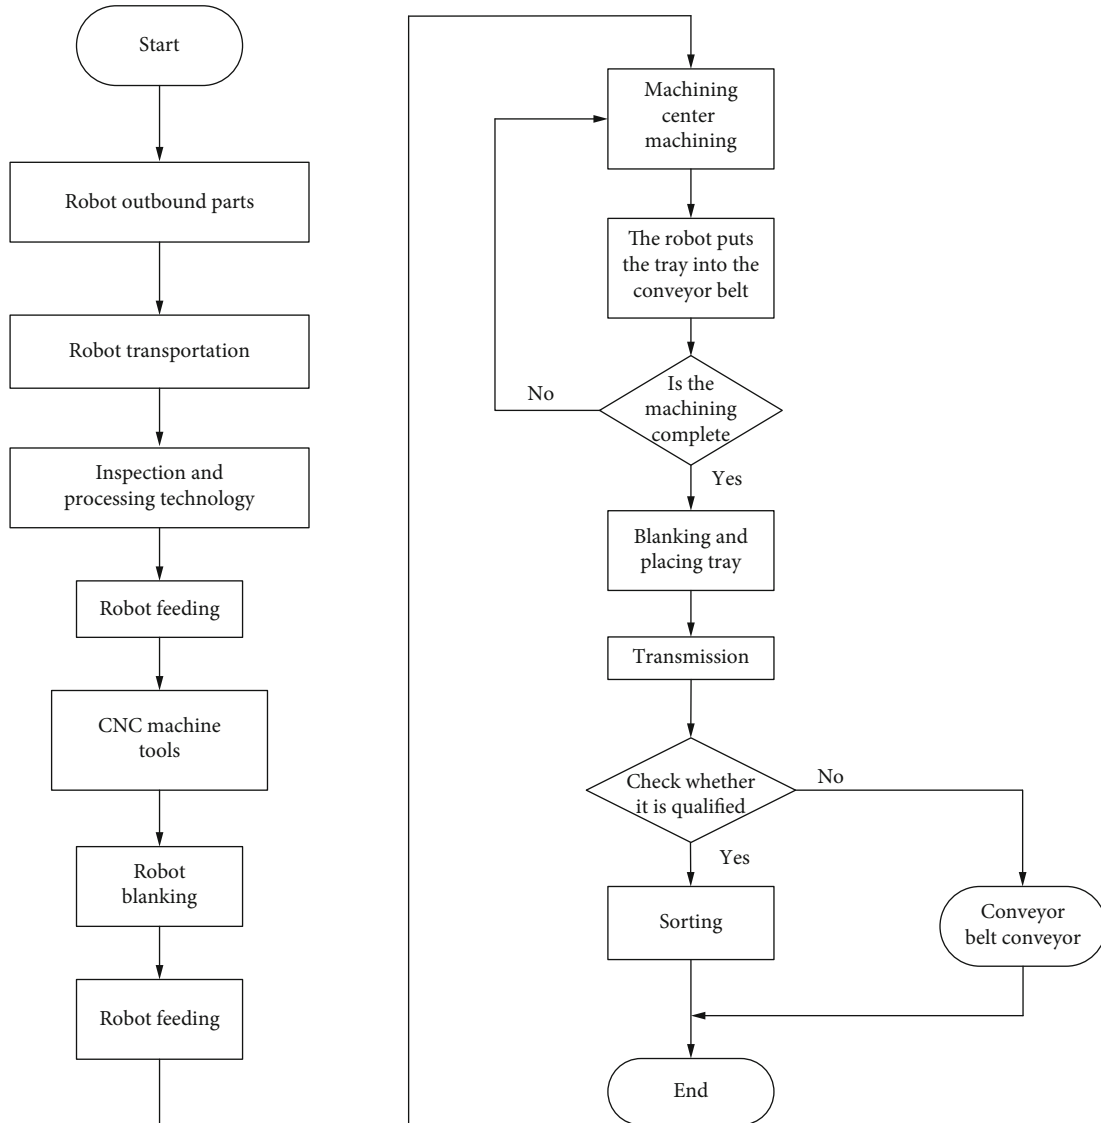 Start
Robot outbound parts
Robot transportation
Inspection and
processing technology
Robot feeding
CNC machine
tools
Robot
blanking
Robot feeding
Machining
center
machining
The robot puts
the tray into the
conveyor belt
Is the
machining
complete
No
Yes
Blanking and
placing tray
Transmission
Check whether
it is qualified
No
Yes
Sorting
Conveyor
belt conveyor
End